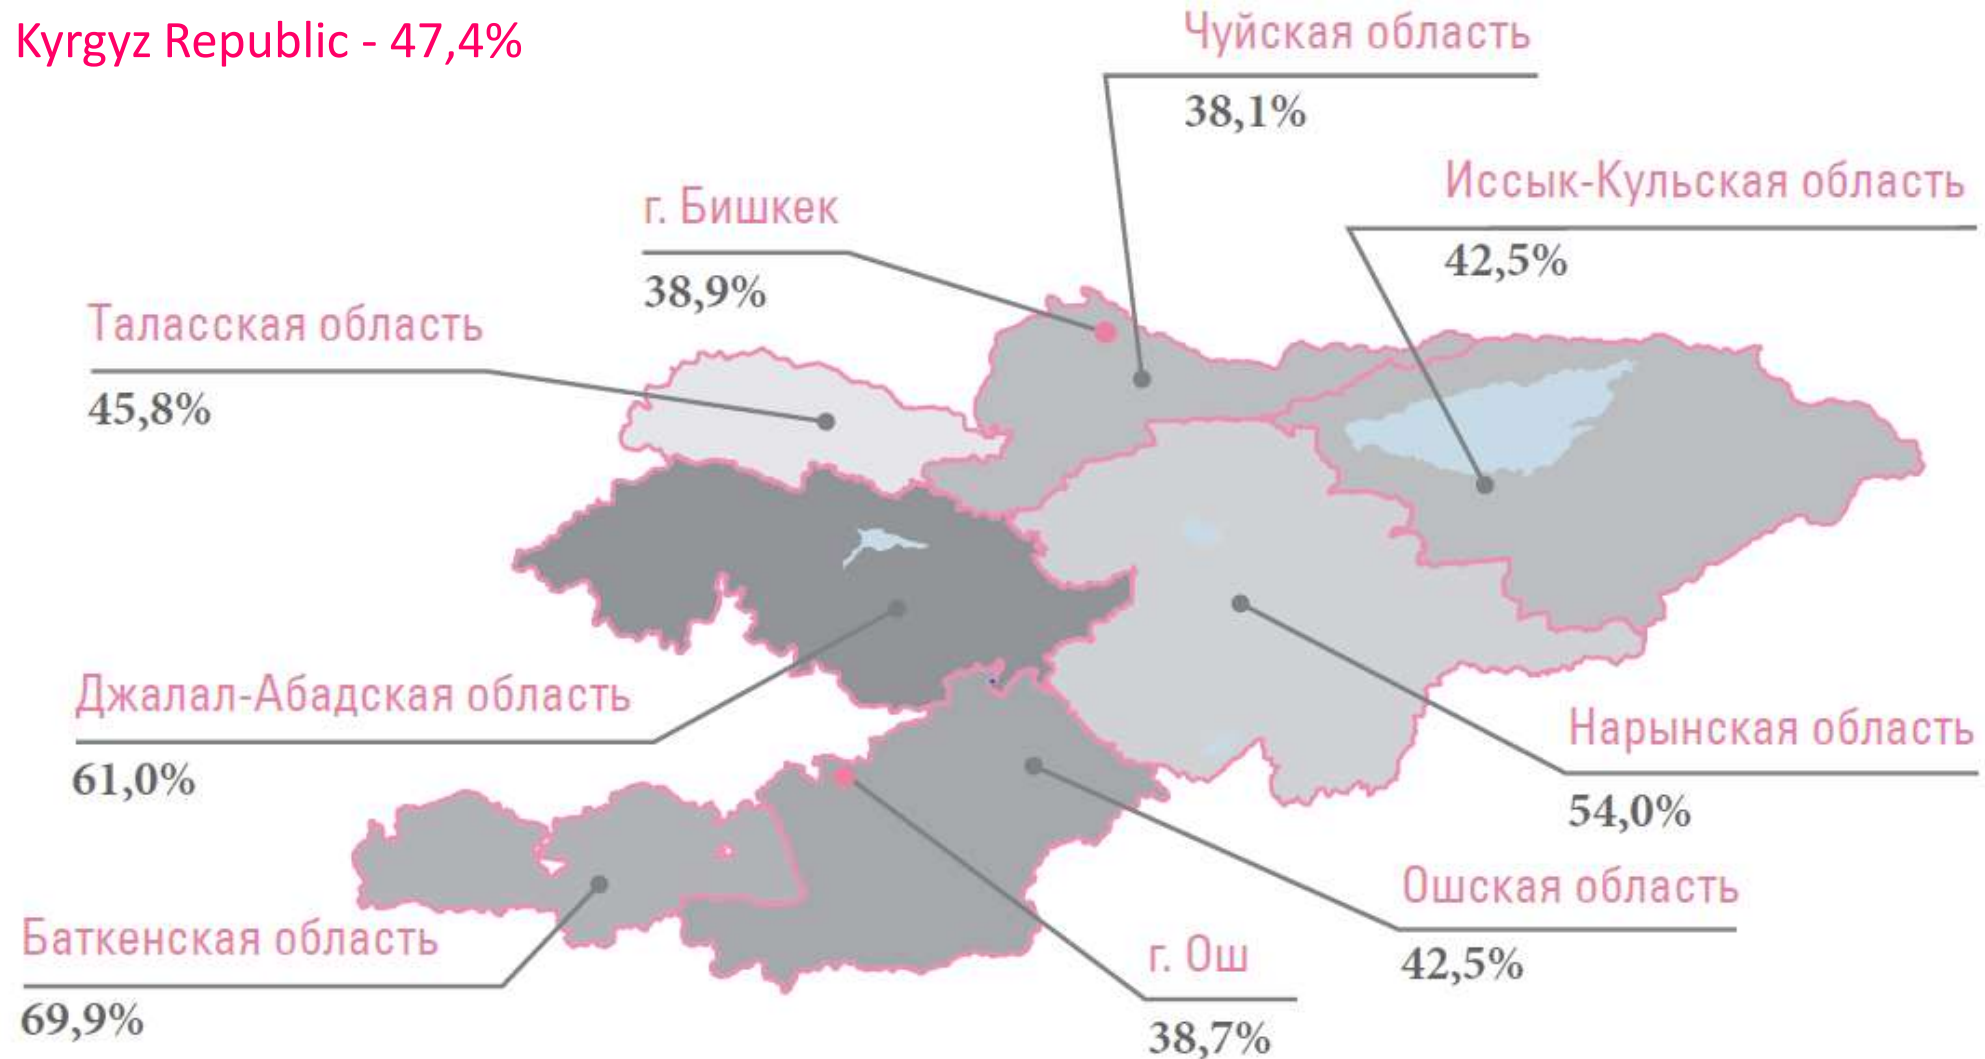 Kyrgyz Republic - 47,4%
Чуйская область
38,1%
Иссык-Кульская область
42,5%
г. Бишкек
38,9%
Таласская область
45,8%
Джалал-Абадская область
61,0%
Нарынская область
54,0%
Ошская область
42,5%
Баткенская область
69,9%
г. Ош
38,7%